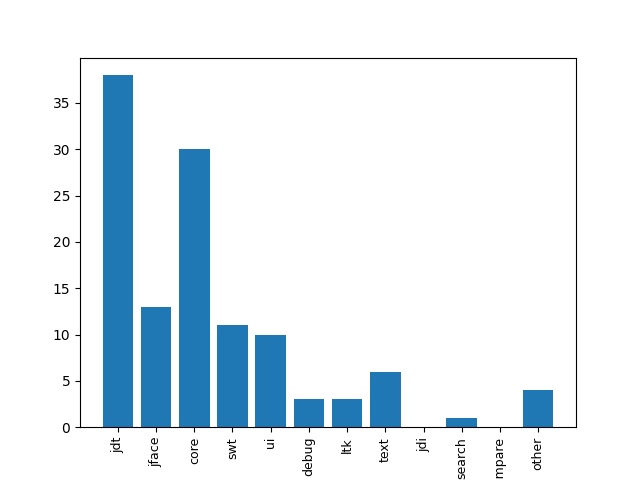 35
30
25
20
15
10
5
0
jdt
jface
core
swt
ui
debug
ltk
text
jdi
search
mpare
other